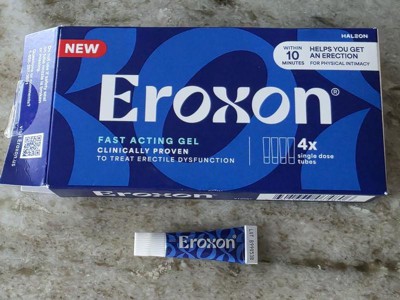 NEW
HALEON
WITHIN
10
MINUTES
HELPS YOU GET
AN ERECTION
FOR PHYSICAL INTIMACY
Eroxon®
FAST ACTING GEL
CLINICALLY PROVEN
TO TREAT ERECTILE DYSFUNCTION
4x
single dose
tubes
Eroxon
Eroxon